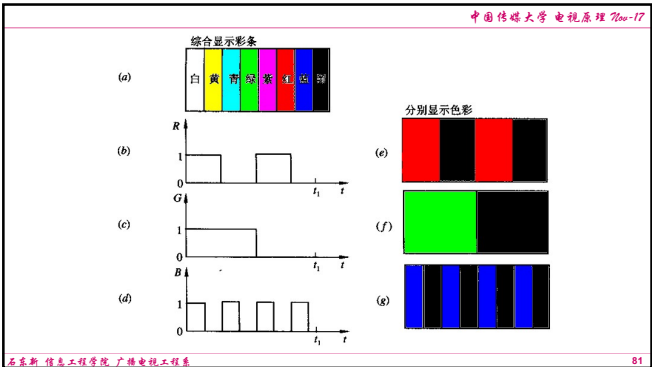 中国传媒大学 电视原理 Nov-17
综合显示彩条
(a)
白 黄 青 绿 紫 红 蓝 黑
分别显示色彩
R
(b)
1
0
t₁ t
(e)
G
(c)
1
0
t₁ t
(f)
B
(d)
1
0
t₁ t
(g)
石东新 信息工程学院 广播电视工程系
81